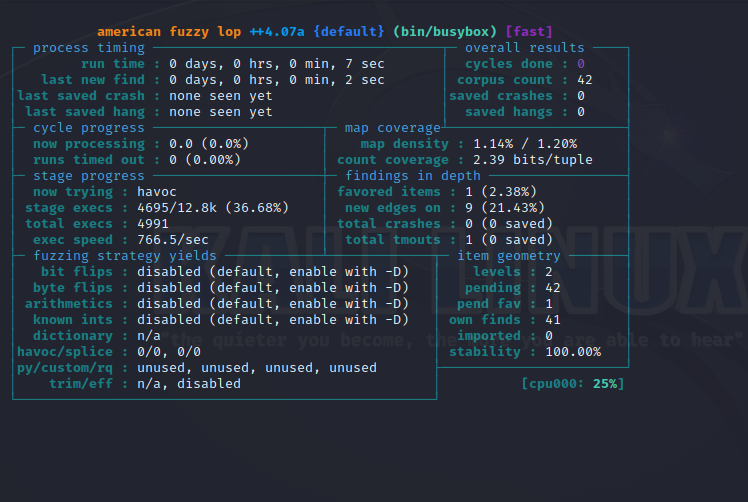 american fuzzy lop ++4.07a {default} (bin/busybox) [fast]
process timing overall results
run time : 0 days, 0 hrs, 0 min, 7 sec cycles done : 0
last new find : 0 days, 0 hrs, 0 min, 2 sec corpus count : 42
last saved crash : none seen yet saved crashes : 0
last saved hang : none seen yet saved hangs : 0
cycle progress map coverage
now processing : 0.0 (0.0%) map density : 1.14% / 1.20%
runs timed out : 0 (0.00%) count coverage : 2.39 bits/tuple
stage progress findings in depth
now trying : havoc favored items : 1 (2.38%)
stage execs : 4695/12.8k (36.68%) new edges on : 9 (21.43%)
total execs : 4991 total crashes : 0 (0 saved)
exec speed : 766.5/sec total tmouts : 1 (0 saved)
fuzzing strategy yields item geometry
bit flips : disabled (default, enable with -D) levels : 2
byte flips : disabled (default, enable with -D) pending : 42
arithmetics : disabled (default, enable with -D) pend fav : 1
known ints : disabled (default, enable with -D) own finds : 41
dictionary : n/a imported : 0
havoc/splice : 0/0, 0/0 stability : 100.00%
py/custom/rq : unused, unused, unused, unused
trim/eff : n/a, disabled [cpu000: 25%]
KALI LINUX
"the quieter you become, the more you are able to hear"